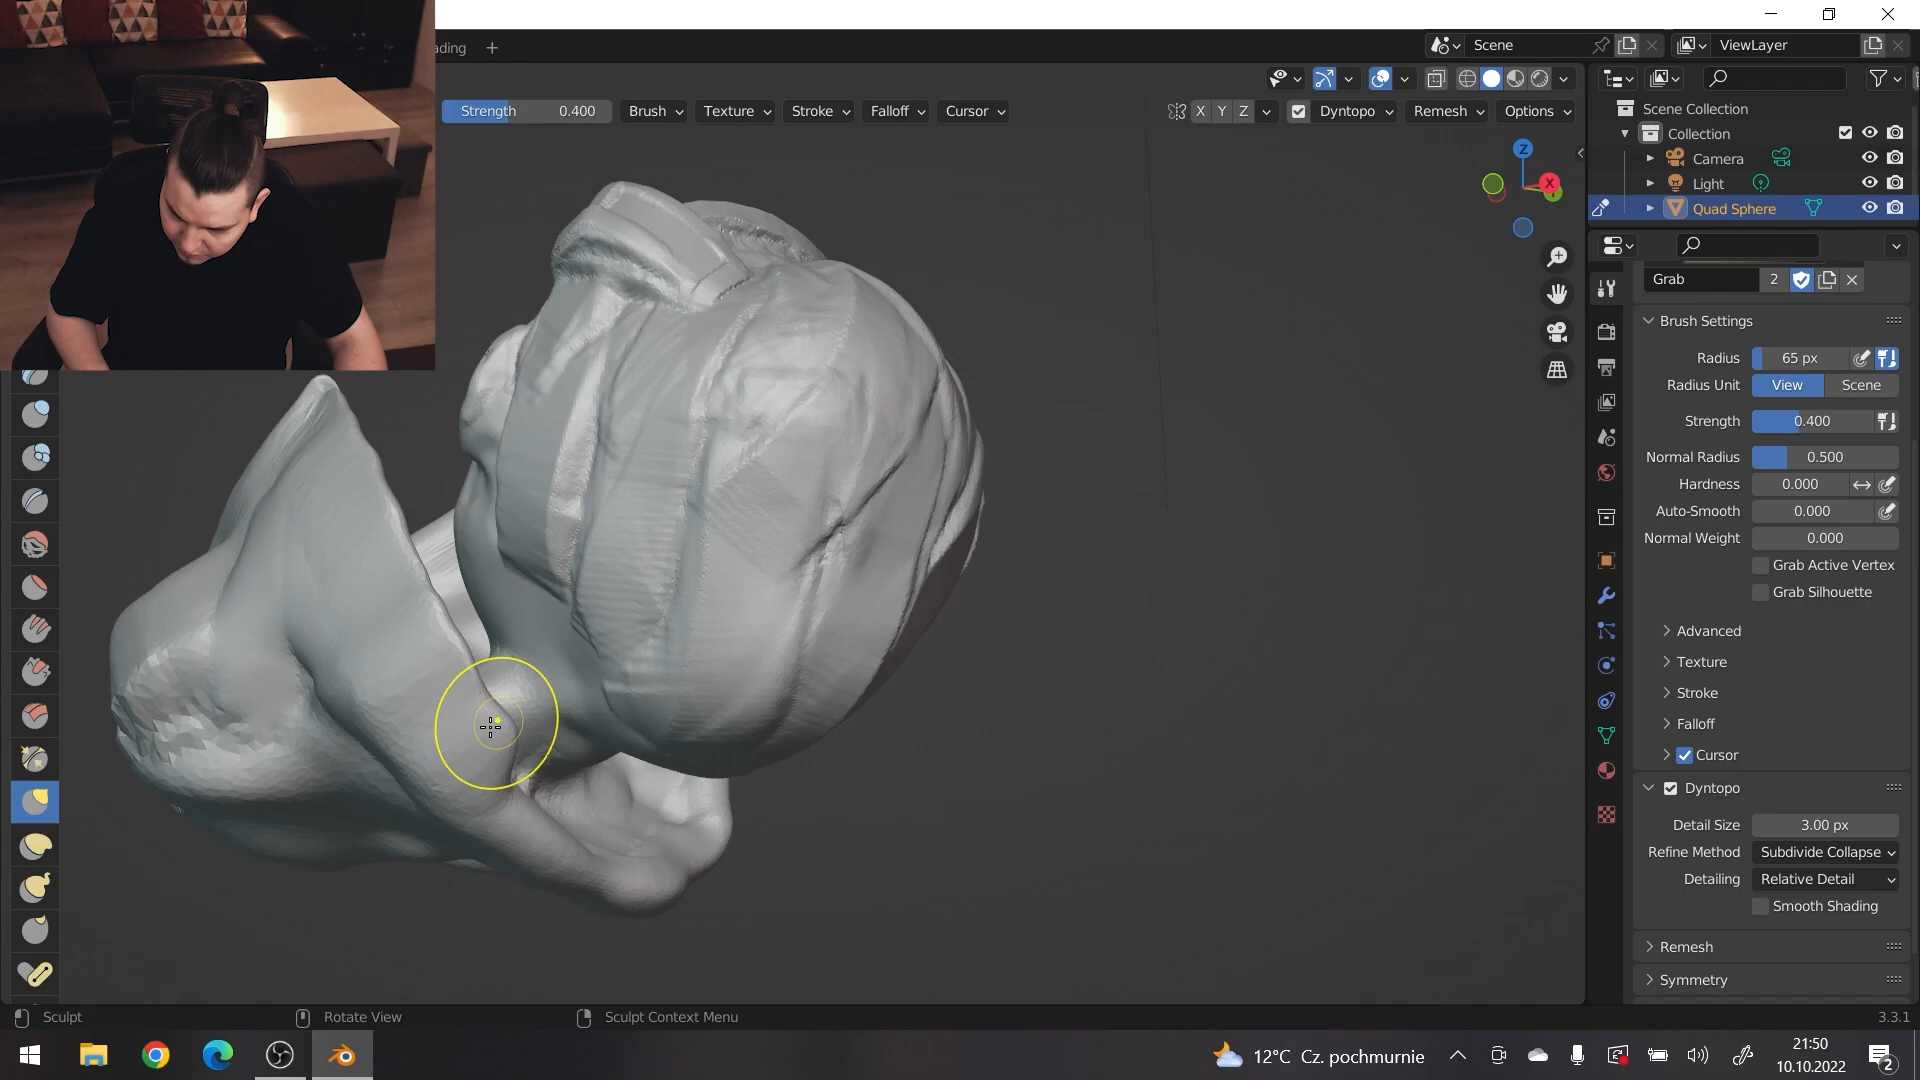 ading +
Scene
ViewLayer
Strength 0.400 Brush Texture Stroke Falloff Cursor
X Y Z Dyntopo Remesh Options
Scene Collection
Collection
Camera
Light
Quad Sphere
Z
X
Grab 2
Brush Settings
Radius 65 px
Radius Unit View Scene
Strength 0.400
Normal Radius 0.500
Hardness 0.000
Auto-Smooth 0.000
Normal Weight 0.000
Grab Active Vertex
Grab Silhouette
Advanced
Texture
Stroke
Falloff
Cursor
Dyntopo
Detail Size 3.00 px
Refine Method Subdivide Collapse
Detailing Relative Detail
Smooth Shading
Remesh
Symmetry
Sculpt Rotate View Sculpt Context Menu 3.3.1
12°C Cz. pochmurnie
21:50
10.10.2022
2